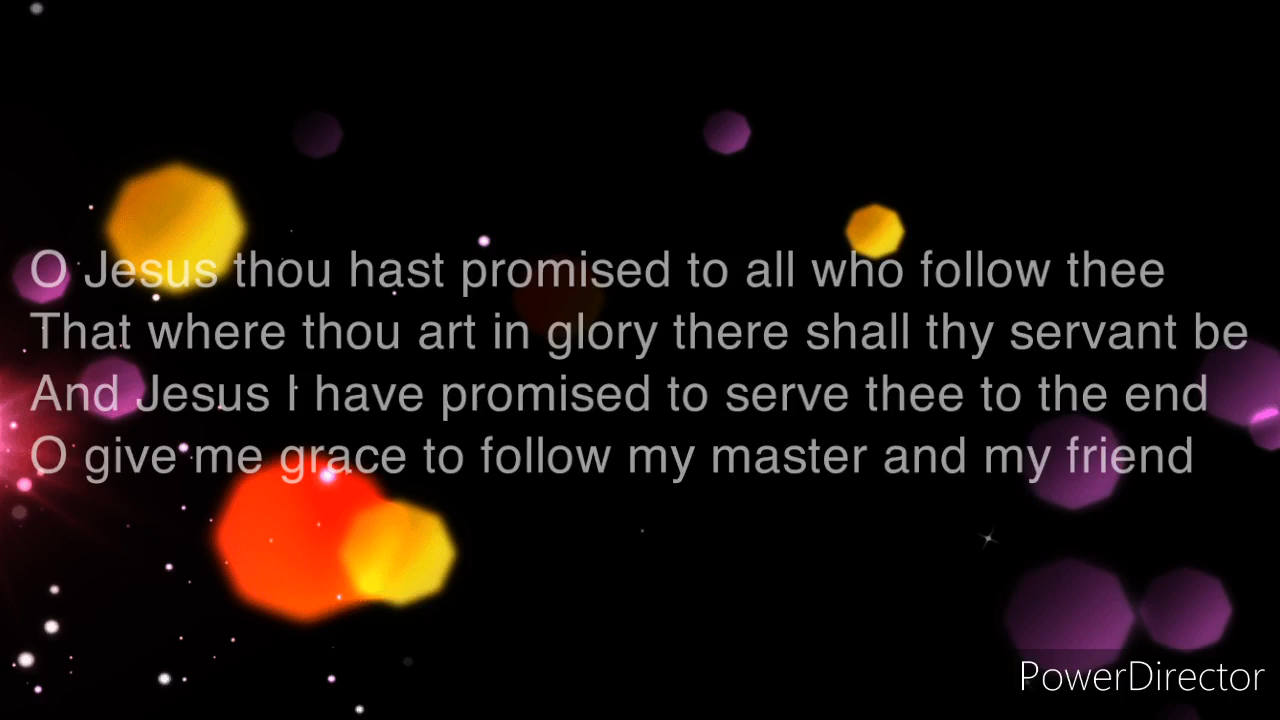 O Jesus thou hast promised to all who follow thee
That where thou art in glory there shall thy servant be
And Jesus I have promised to serve thee to the end
O give me grace to follow my master and my friend
PowerDirector